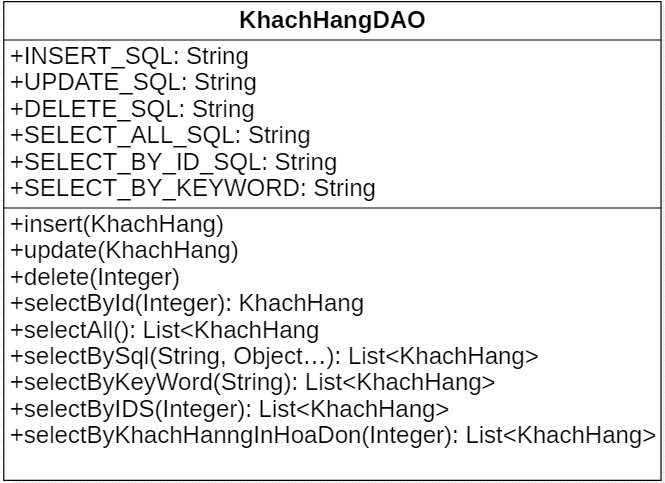 KhachHangDAO
+INSERT_SQL: String
+UPDATE_SQL: String
+DELETE_SQL: String
+SELECT_ALL_SQL: String
+SELECT_BY_ID_SQL: String
+SELECT_BY_KEYWORD: String
+insert(KhachHang)
+update(KhachHang)
+delete(Integer)
+selectById(Integer): KhachHang
+selectAll(): List<KhachHang
+selectBySql(String, Object…): List<KhachHang>
+selectByKeyWord(String): List<KhachHang>
+selectByIDS(Integer): List<KhachHang>
+selectByKhachHanngInHoaDon(Integer): List<KhachHang>